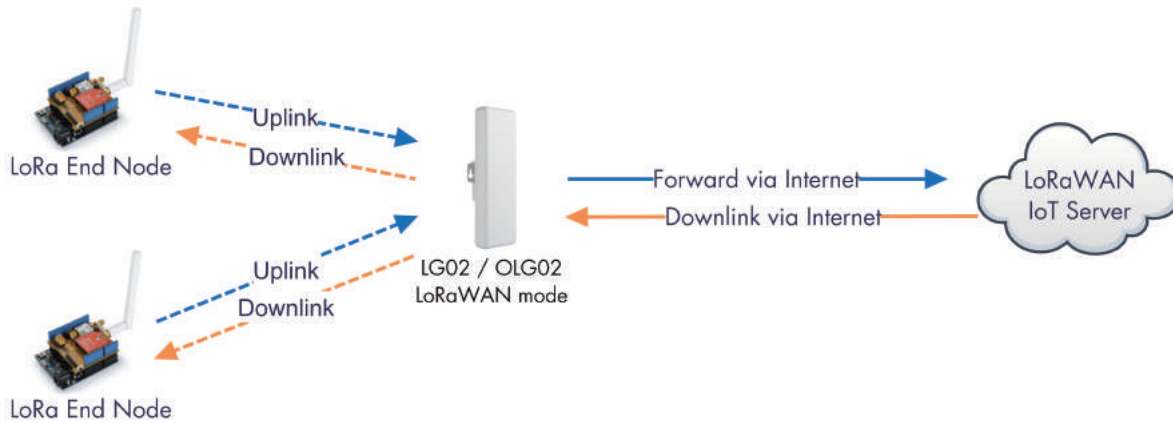 Uplink
Downlink
LoRa End Node
Forward via Internet
Downlink via Internet
LoRaWAN
IoT Server
Uplink
Downlink
LG02 / OLG02
LoRaWAN mode
LoRa End Node